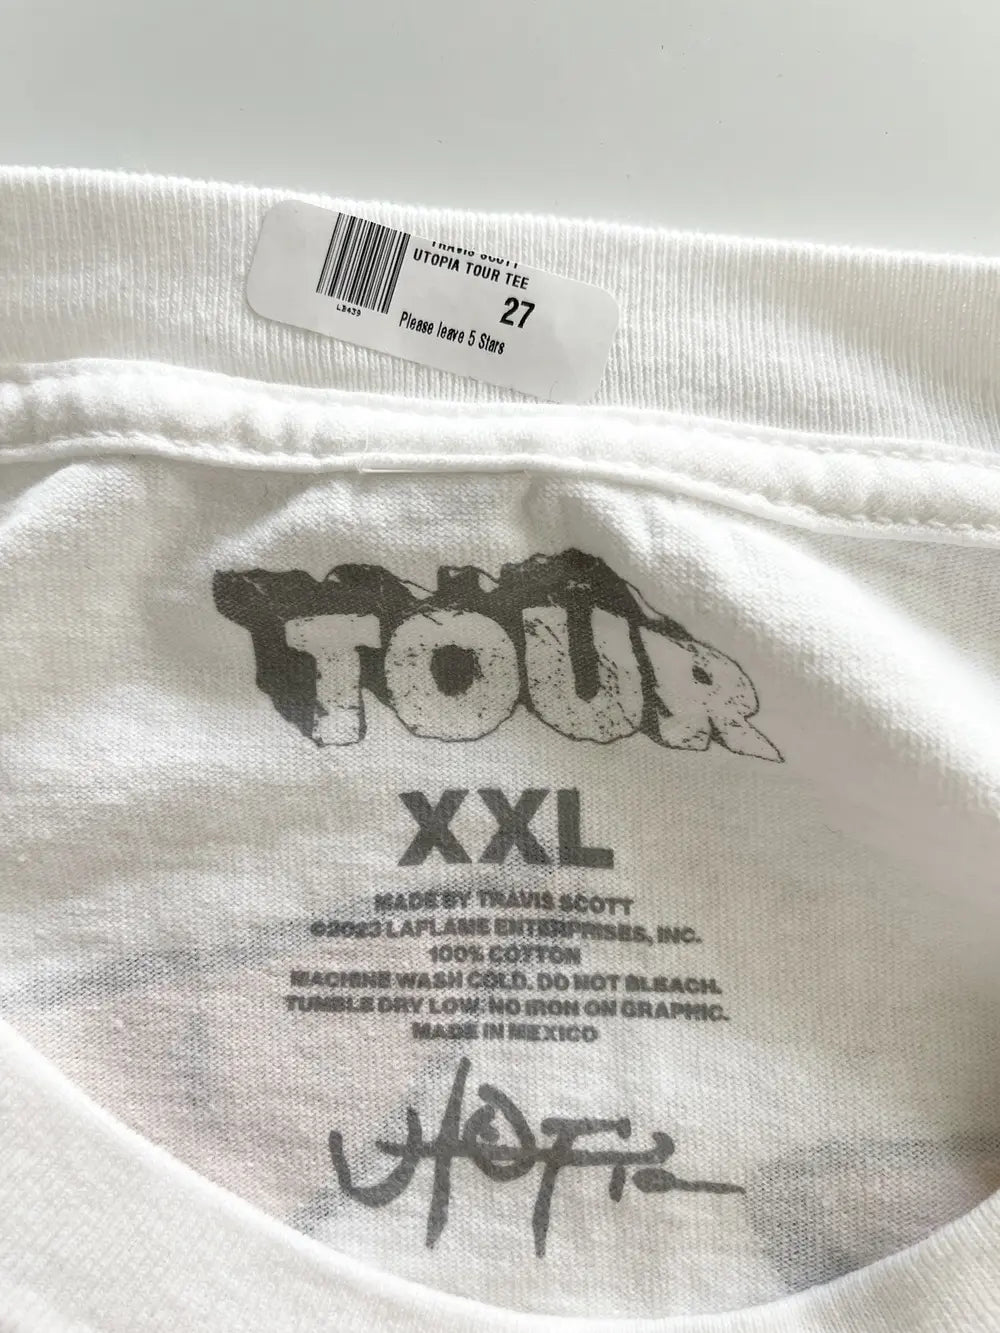 TRAVIS SCOTT
UTOPIA TOUR TEE
27
LB439
Please leave 5 Stars
TOUR
XXL
MADE BY TRAVIS SCOTT
©2023 LAFLAME ENTERPRISES, INC.
100% COTTON
MACHINE WASH COLD. DO NOT BLEACH.
TUMBLE DRY LOW. NO IRON ON GRAPHIC.
MADE IN MEXICO
UTOPIA